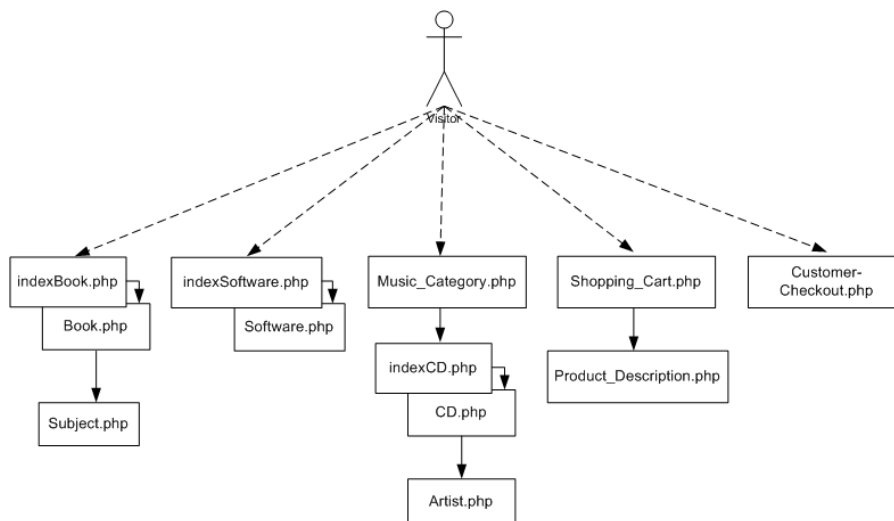 Visitor
indexBook.php
indexSoftware.php
Music_Category.php
Shopping_Cart.php
Customer-
Checkout.php
Book.php
Software.php
indexCD.php
Product_Description.php
Subject.php
CD.php
Artist.php